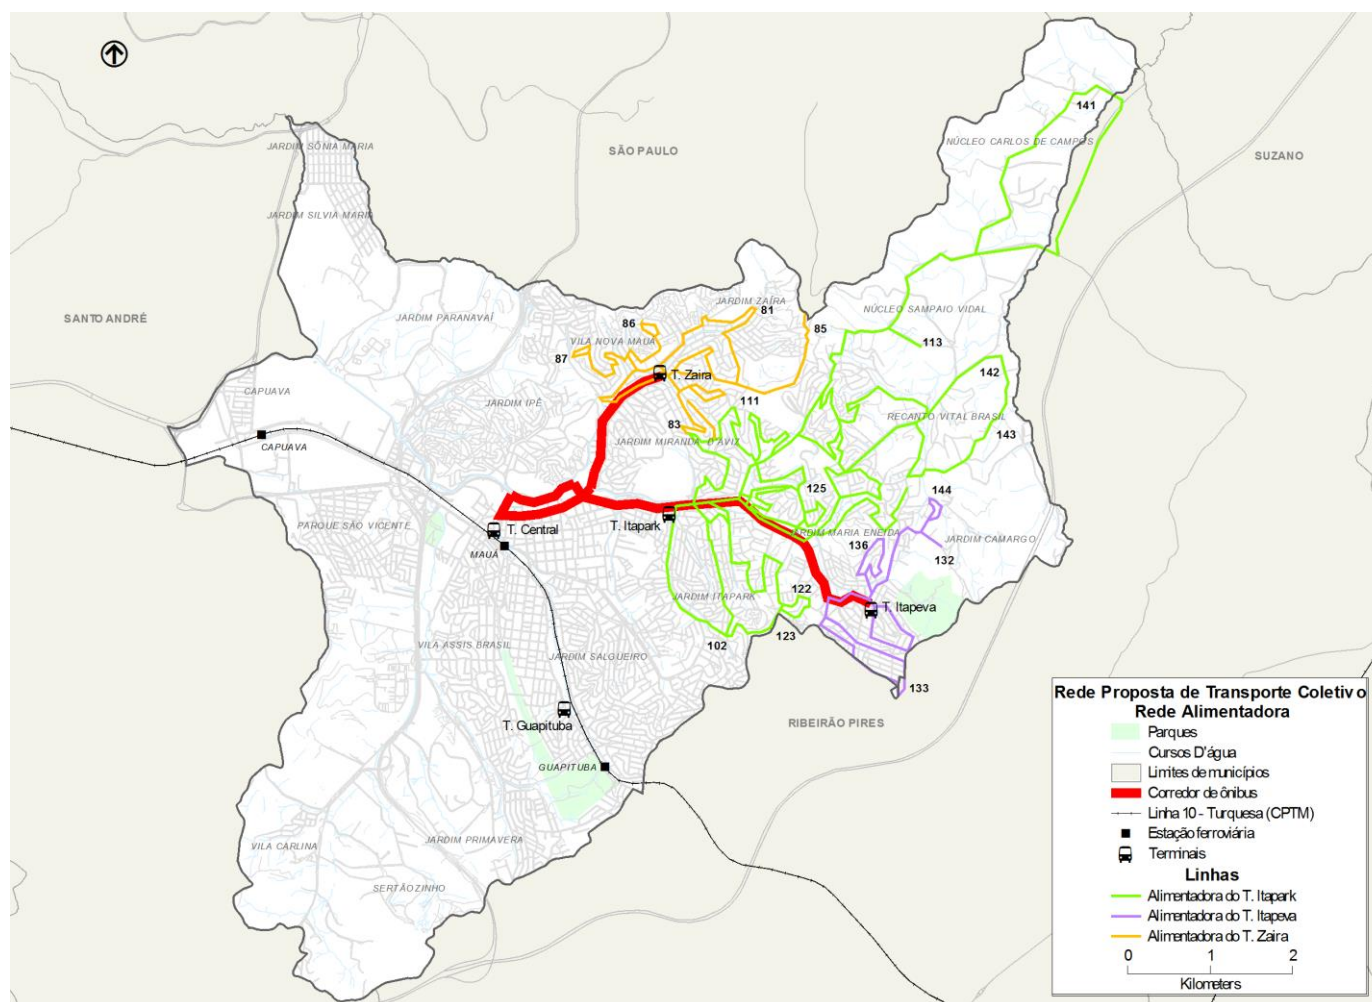 141
JARDIM SÔNIA MARIA
NÚCLEO CARLOS DE CAMPOS
SÃO PAULO
SUZANO
JARDIM SILVIA MARIA
JARDIM ZAÍRA
81
NÚCLEO SAMPAIO VIDAL
SANTO ANDRÉ
JARDIM PARANAVAÍ
86
85
VILA NOVA MAUA
113
87
T. Zaira
142
CAPUAVA
111
JARDIM IPÊ
RECANTO VITAL BRASIL
83
143
JARDIM MIRANDA D'AVIZ
CAPUAVA
125
144
PARQUE SÃO VICENTE
T. Central
T. Itapark
JARDIM MARIA ENEIDA
JARDIM CAMARGO
136
MAUÁ
132
122
JARDIM ITAPARK
T. Itapeva
123
102
VILA ASSIS BRASIL
JARDIM SALGUEIRO
133
T. Guapituba
RIBEIRÃO PIRES
GUAPITUBA
JARDIM PRIMAVERA
VILA CARLINA
SERTÃOZINHO
Rede Proposta de Transporte Coletivo
Rede Alimentadora
Parques
Cursos D'água
Limites de municípios
Corredor de ônibus
Linha 10 - Turquesa (CPTM)
Estação ferroviária
Terminais
Linhas
Alimentadora do T. Itapark
Alimentadora do T. Itapeva
Alimentadora do T. Zaira
0 1 2
Kilometers